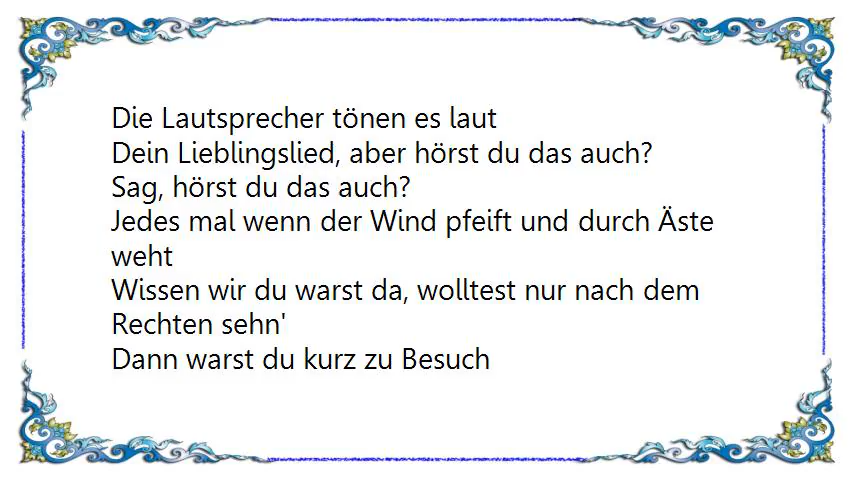 Die Lautsprecher tönen es laut
Dein Lieblingslied, aber hörst du das auch?
Sag, hörst du das auch?
Jedes mal wenn der Wind pfeift und durch Äste
weht
Wissen wir du warst da, wolltest nur nach dem
Rechten sehn'
Dann warst du kurz zu Besuch